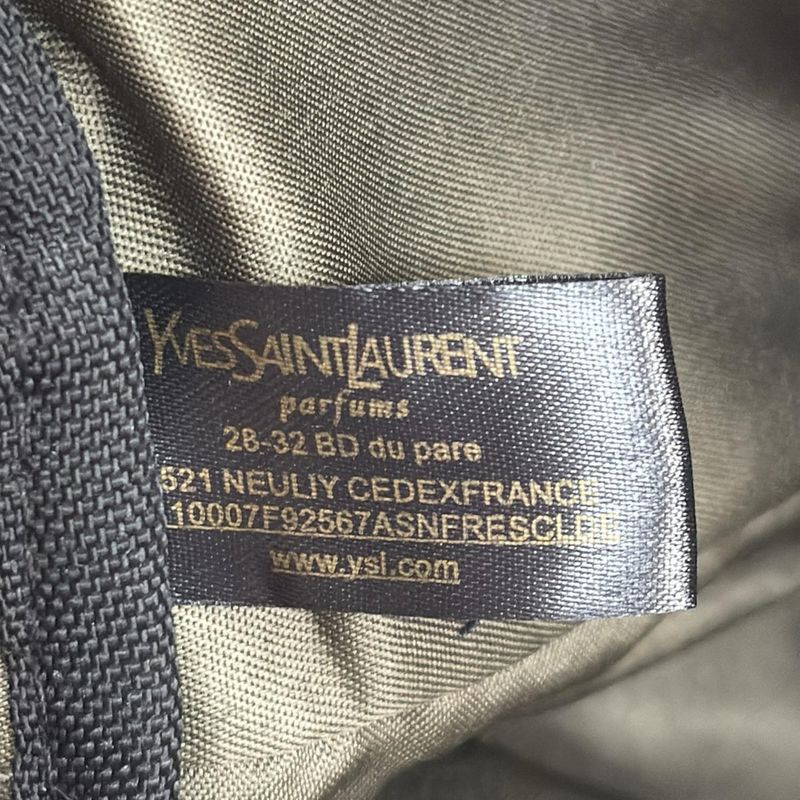 YVESSAINTLAURENT
parfums
28-32 BD du pare
521 NEULIY CEDEXFRANCE
10007F92567ASNFRESCLDE
www.ysl.com